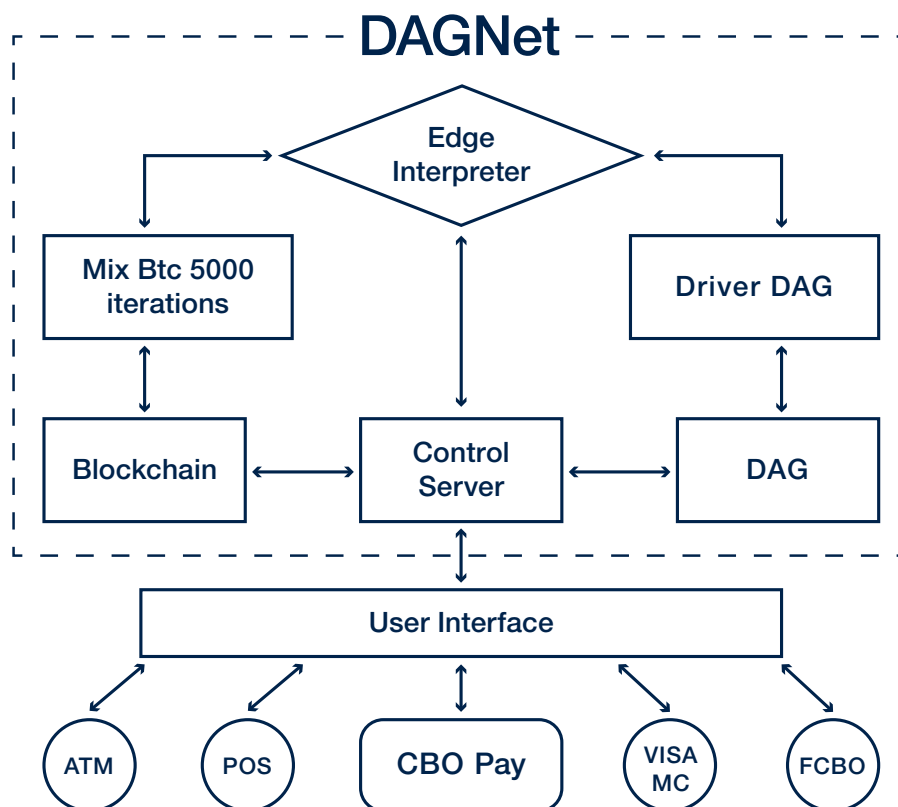 DAGNet
Edge
Interpreter
Mix Btc 5000
iterations
Driver DAG
Blockchain
Control
Server
DAG
User Interface
ATM
POS
CBO Pay
VISA
MC
FCBO